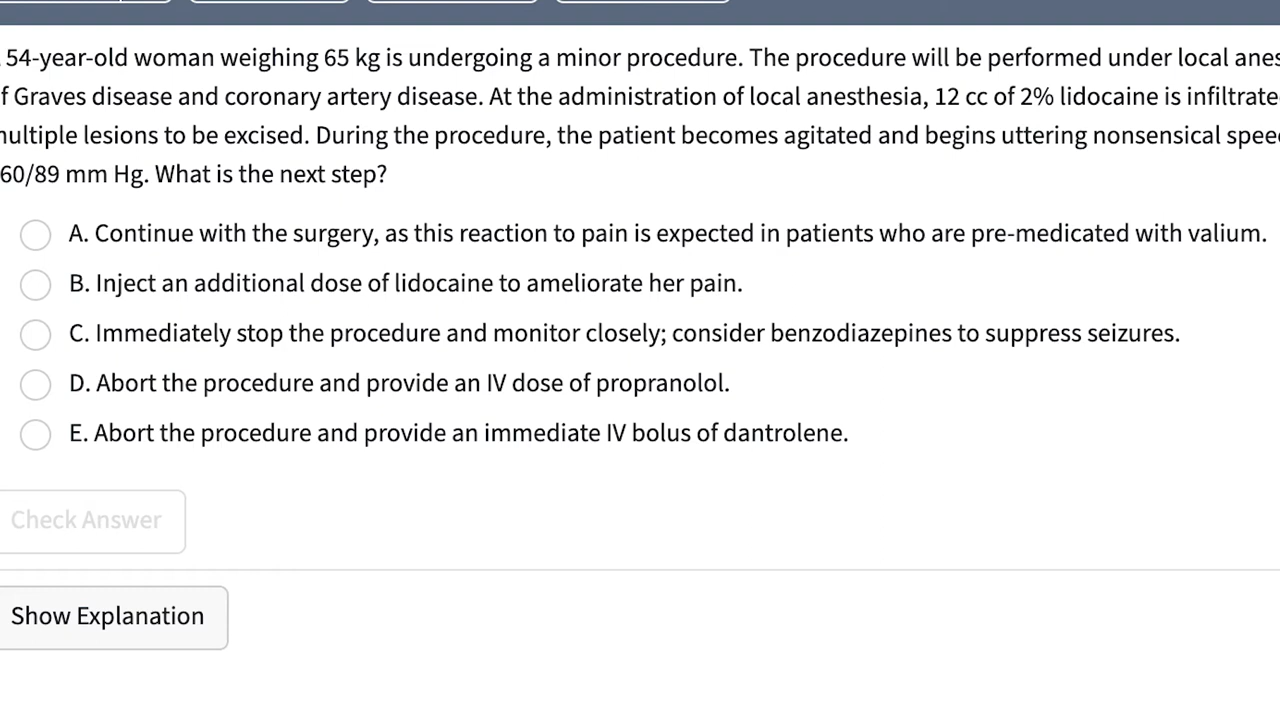 54-year-old woman weighing 65 kg is undergoing a minor procedure. The procedure will be performed under local
f Graves disease and coronary artery disease. At the administration of local anesthesia, 12 cc of 2% lidocaine is
multiple lesions to be excised. During the procedure, the patient becomes agitated and begins uttering nonsensical
60/89 mm Hg. What is the next step?
A. Continue with the surgery, as this reaction to pain is expected in patients who are pre-medicated with valium.
B. Inject an additional dose of lidocaine to ameliorate her pain.
C. Immediately stop the procedure and monitor closely; consider benzodiazepines to suppress seizures.
D. Abort the procedure and provide an IV dose of propranolol.
E. Abort the procedure and provide an immediate IV bolus of dantrolene.
Check Answer
Show Explanation